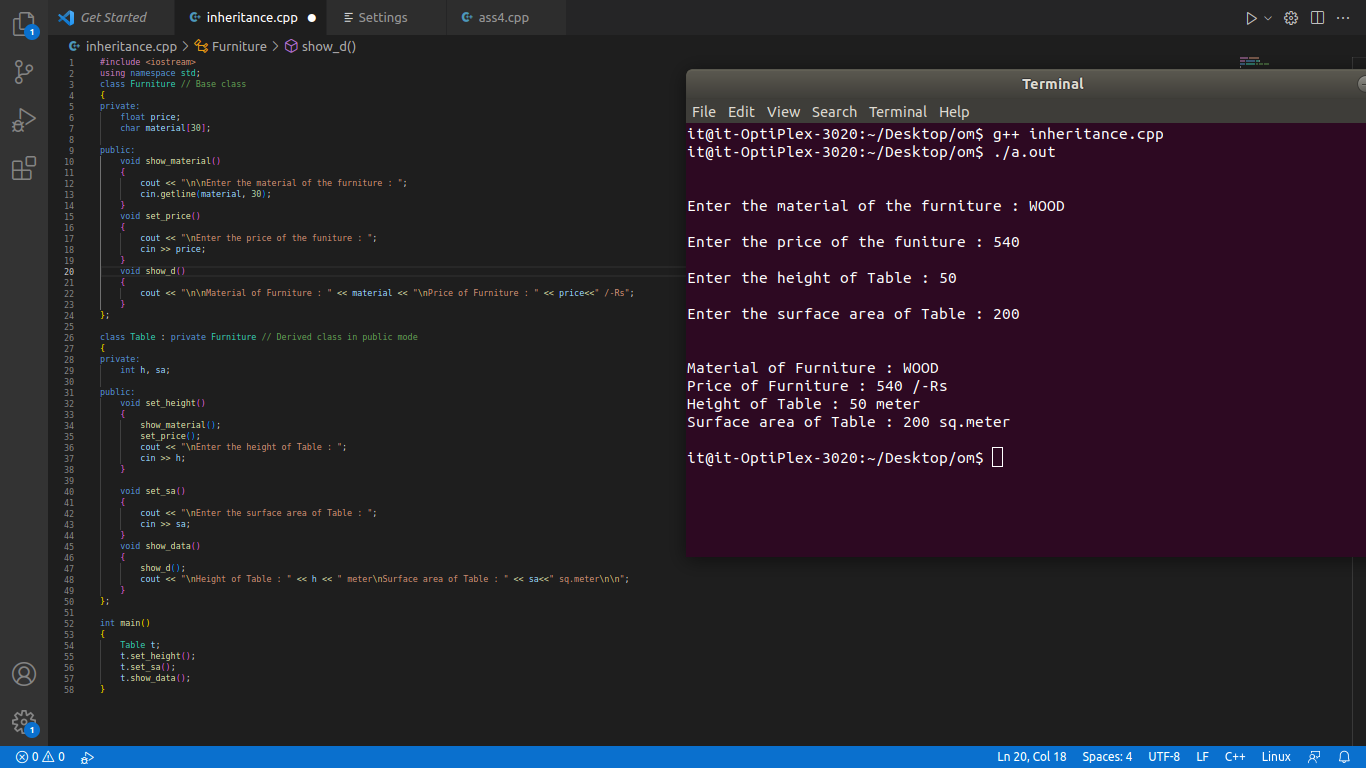 Get Started inheritance.cpp Settings ass4.cpp
inheritance.cpp > Furniture > show_d()
1 #include <iostream>
2 using namespace std;
3 class Furniture // Base class
4 {
5 private:
6 float price;
7 char material[30];
8
9 public:
10 void show_material()
11 {
12 cout << "\n\nEnter the material of the furniture : ";
13 cin.getline(material, 30);
14 }
15 void set_price()
16 {
17 cout << "\nEnter the price of the funiture : ";
18 cin >> price;
19 }
20 void show_d()
21 {
22 cout << "\n\nMaterial of Furniture : " << material << "\nPrice of Furniture : " << price<<" /-Rs";
23 }
24 };
25
26 class Table : private Furniture // Derived class in public mode
27 {
28 private:
29 int h, sa;
30
31 public:
32 void set_height()
33 {
34 show_material();
35 set_price();
36 cout << "\nEnter the height of Table : ";
37 cin >> h;
38 }
39
40 void set_sa()
41 {
42 cout << "\nEnter the surface area of Table : ";
43 cin >> sa;
44 }
45 void show_data()
46 {
47 show_d();
48 cout << "\nHeight of Table : " << h << " meter\nSurface area of Table : " << sa<<" sq.meter\n\n";
49 }
50 };
51
52 int main()
53 {
54 Table t;
55 t.set_height();
56 t.set_sa();
57 t.show_data();
58 }
Terminal
File Edit View Search Terminal Help
it@it-OptiPlex-3020:~/Desktop/om$ g++ inheritance.cpp
it@it-OptiPlex-3020:~/Desktop/om$ ./a.out
Enter the material of the furniture : WOOD
Enter the price of the funiture : 540
Enter the height of Table : 50
Enter the surface area of Table : 200
Material of Furniture : WOOD
Price of Furniture : 540 /-Rs
Height of Table : 50 meter
Surface area of Table : 200 sq.meter
it@it-OptiPlex-3020:~/Desktop/om$
1
1
0 0 Ln 20, Col 18 Spaces: 4 UTF-8 LF C++ Linux